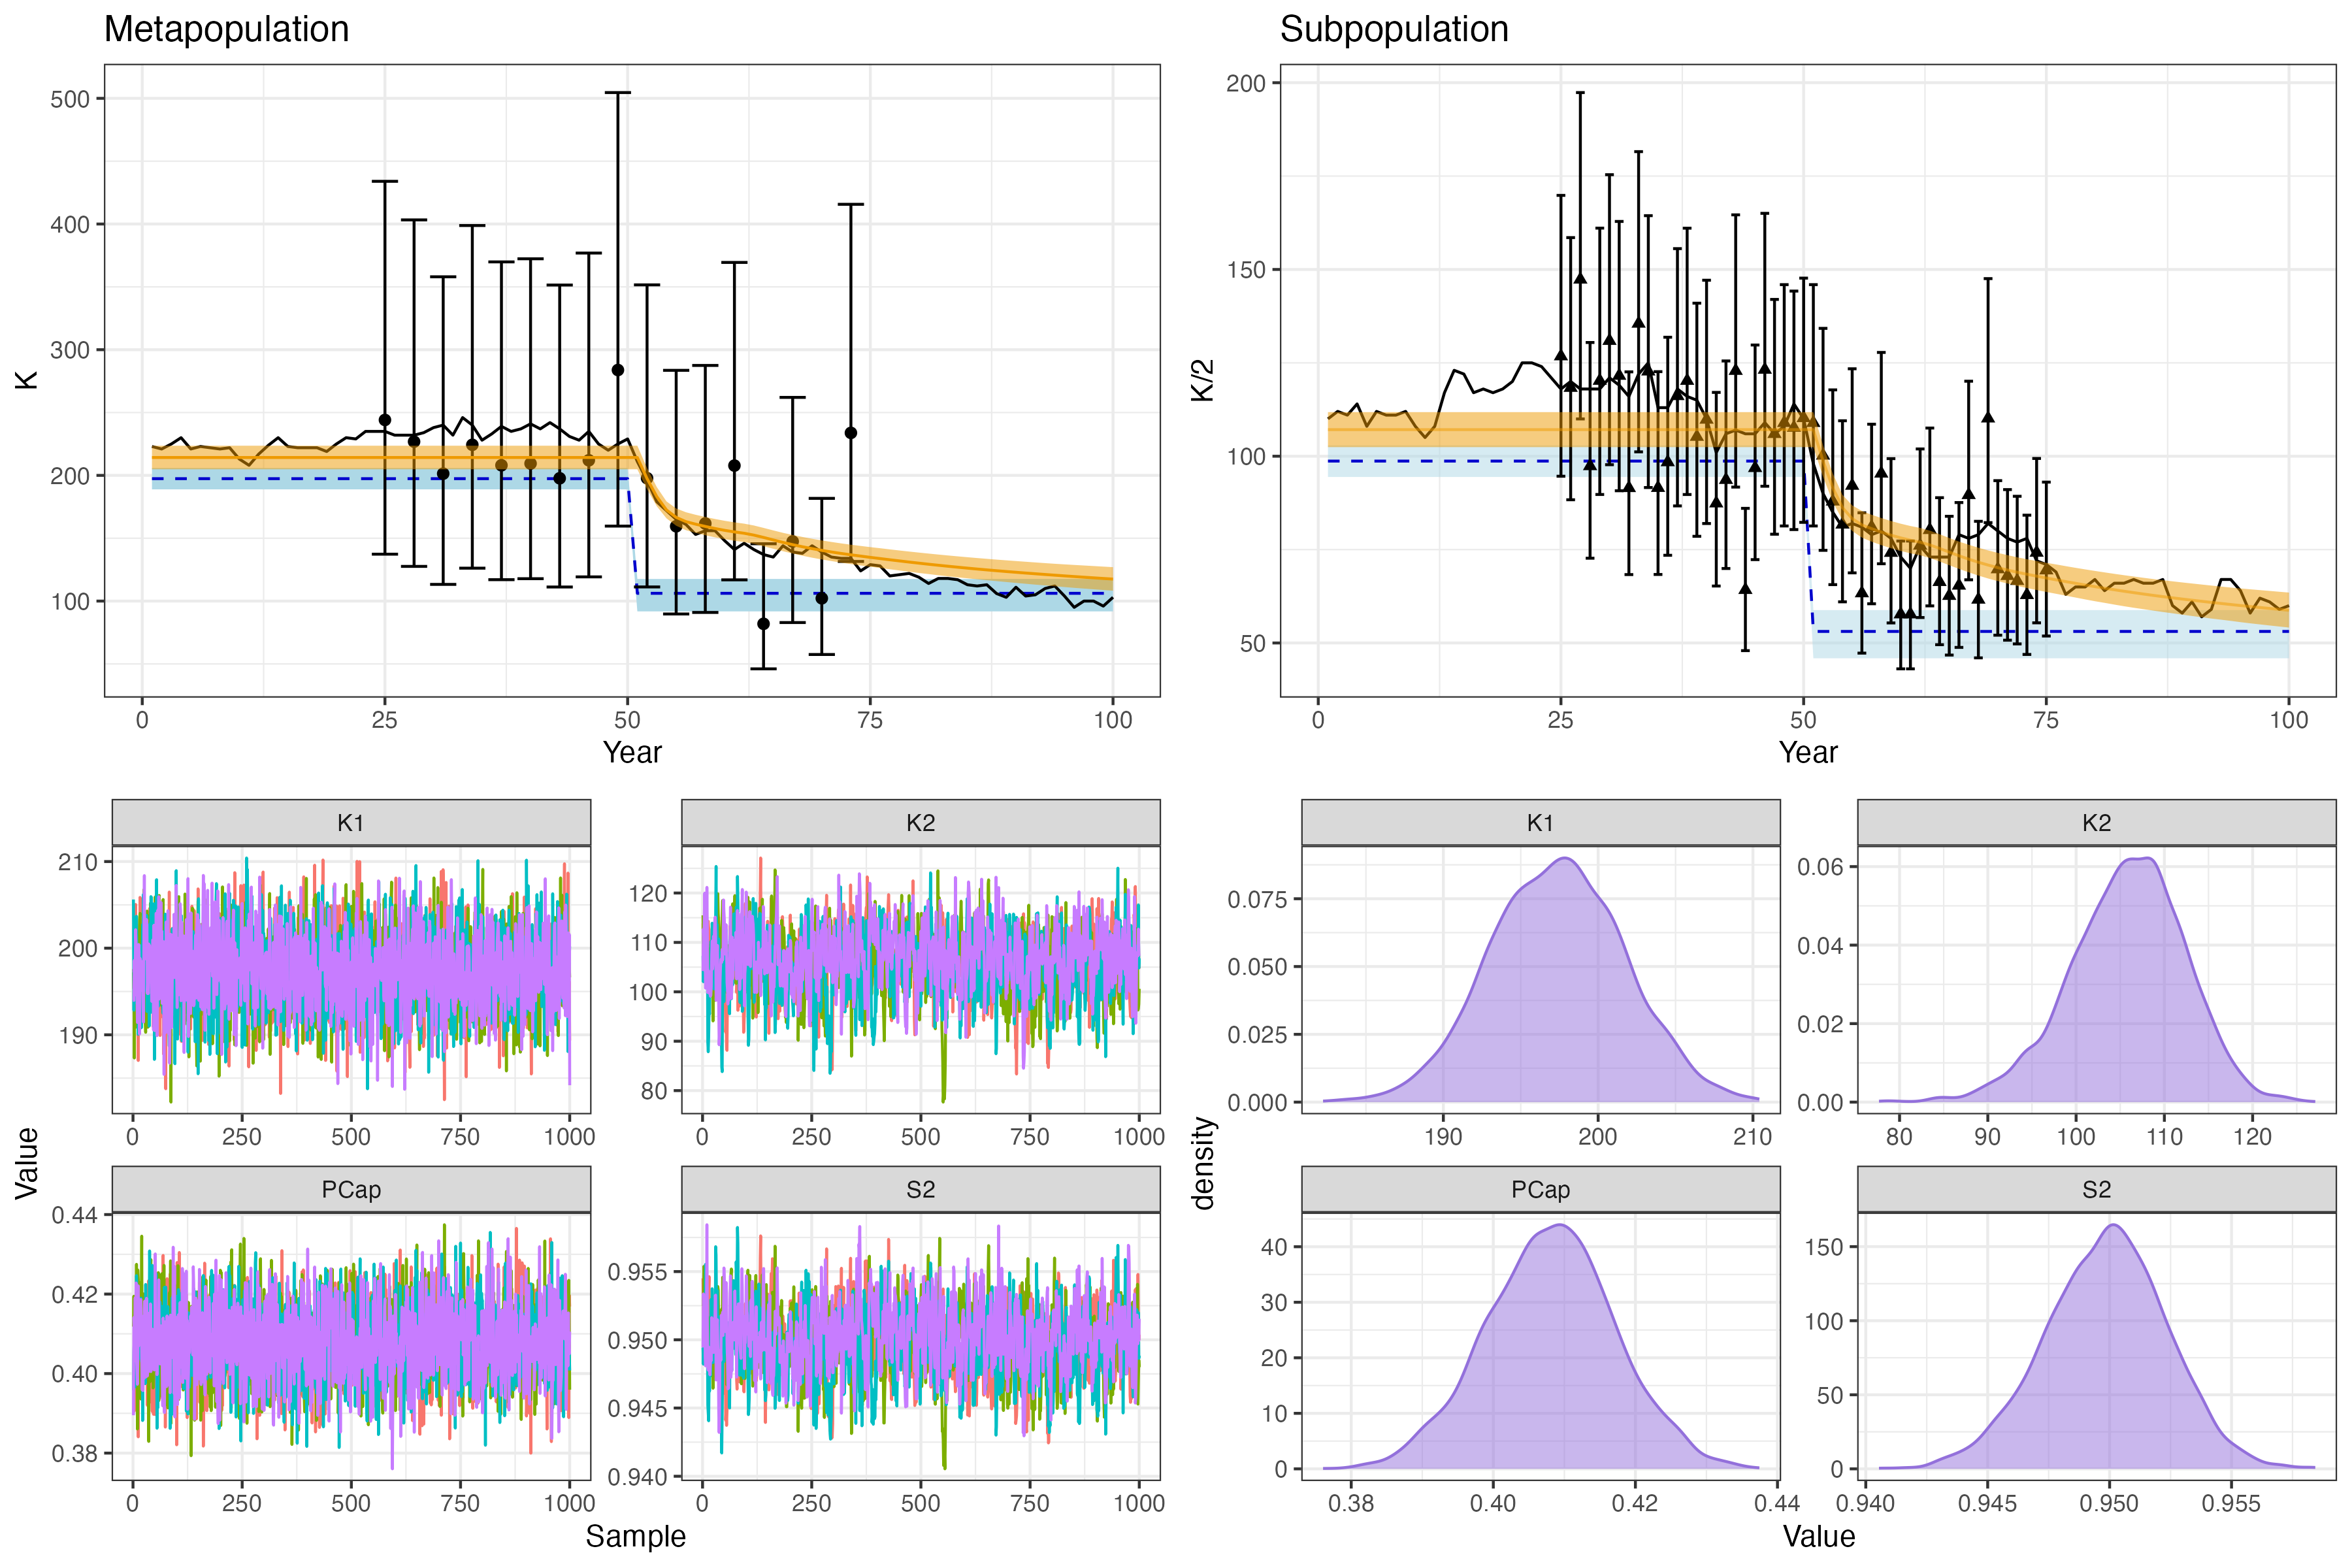 Metapopulation
Subpopulation
500
400
300
200
100
K
0 25 50 75 100
Year
200
150
100
50
K/2
0 25 50 75 100
Year
K1
K2
210
200
190
120
110
100
90
80
0 250 500 750 1000
0 250 500 750 1000
PCap
S2
0.44
0.42
0.40
0.38
0.955
0.950
0.945
0.940
0 250 500 750 1000
0 250 500 750 1000
Value
Sample
K1
K2
0.075
0.050
0.025
0.000
0.06
0.04
0.02
0.00
190 200 210
80 90 100 110 120
PCap
S2
40
30
20
10
0
150
100
50
0
0.38 0.40 0.42 0.44
0.940 0.945 0.950 0.955
density
Value